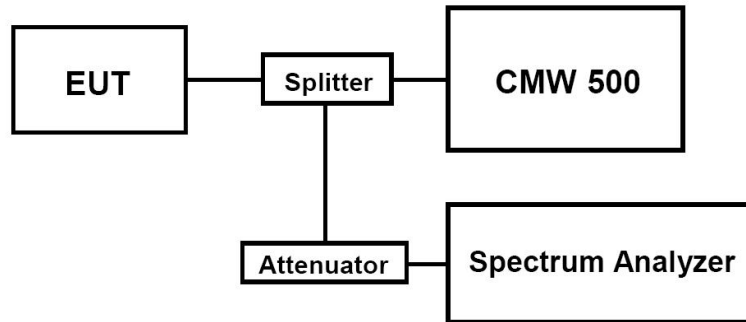 EUT
Splitter
CMW 500
Attenuator
Spectrum Analyzer